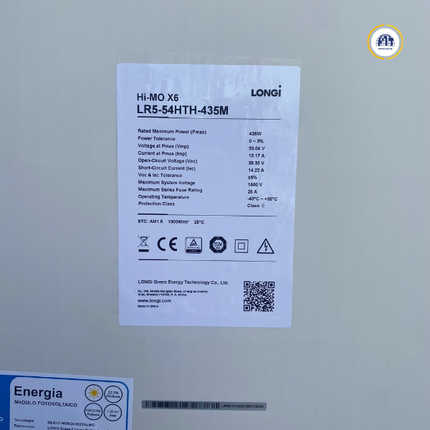 LONGi
Hi-MO X6
LR5-54HTH-435M
Rated Maximum Power (Pmax) 435W
Power Tolerance 0 ~ 3%
Voltage at Pmax (Vmp) 33.04 V
Current at Pmax (Imp) 13.17 A
Open-Circuit Voltage (Voc) 39.33 V
Short-Circuit Current (Isc) 14.22 A
Voc & Isc Tolerance ±3%
Maximum System Voltage 1500 V
Maximum Series Fuse Rating 25 A
Operating Temperature -40°C ~ +85°C
Protection Class Class II
STC: AM1.5 1000W/m² 25°C
CE
LONGi Green Energy Technology Co., Ltd.
www.longi.com
Made in China
Energia
MóDULO FOTOVOLTAICO